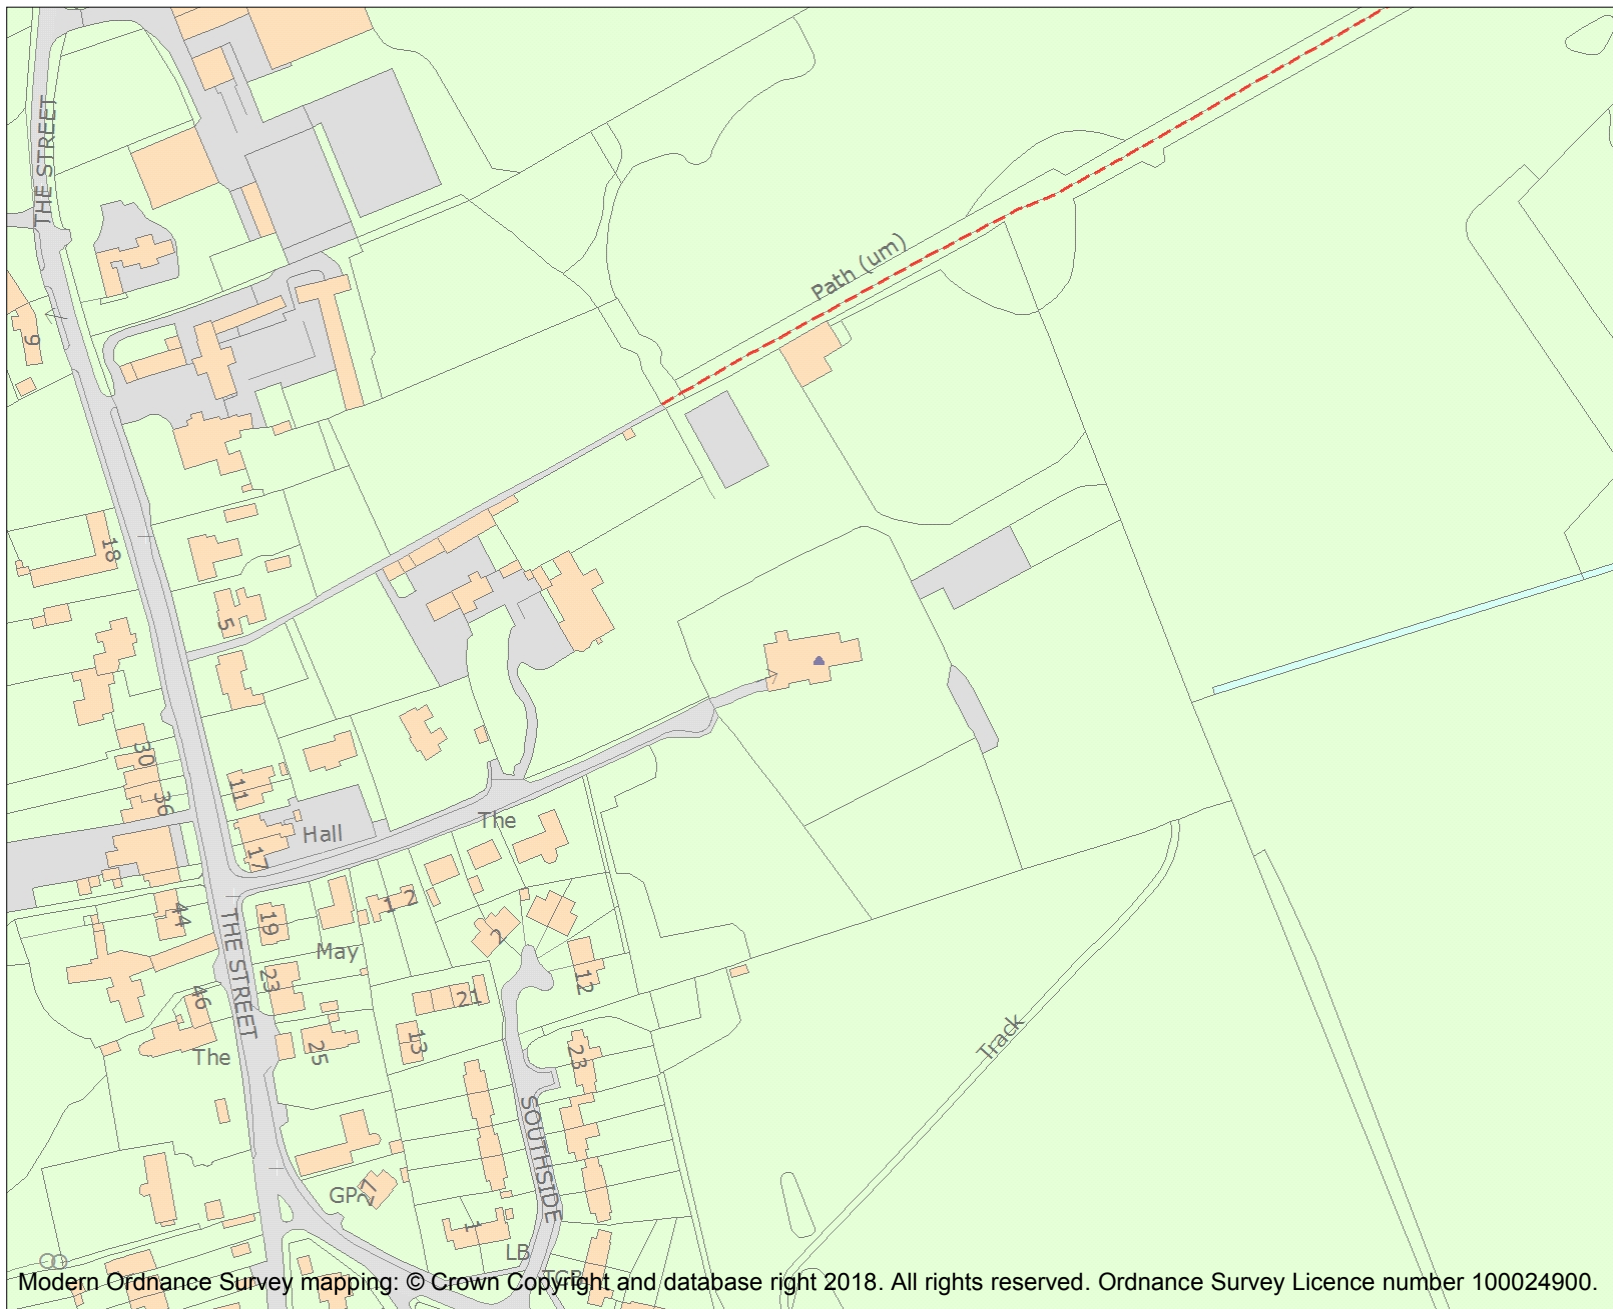 THE STREET
Path (um)
9
18
5
30
36
11
The
Hall
17
1
2
44
19
THE STREET
2
May
23
12
46
21
13
25
23
The
Track
SOUTHSIDE
GP
27
1
LB
TCB
Modern Ordnance Survey mapping: © Crown Copyright and database right 2018. All rights reserved. Ordnance Survey Licence number 100024900.